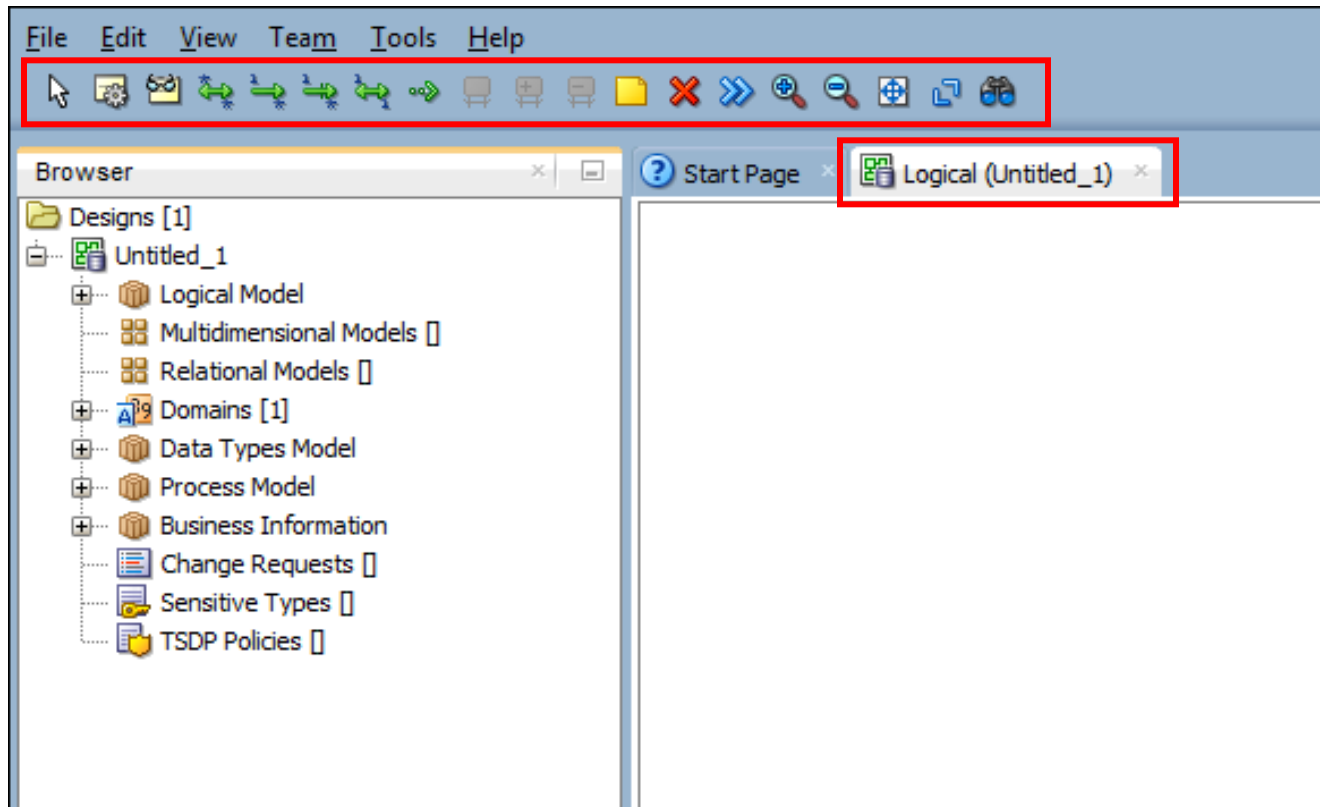 File Edit View Team Tools Help
Browser
Start Page
Logical (Untitled_1)
Designs [1]
Untitled_1
Logical Model
Multidimensional Models []
Relational Models []
Domains [1]
Data Types Model
Process Model
Business Information
Change Requests []
Sensitive Types []
TSDP Policies []